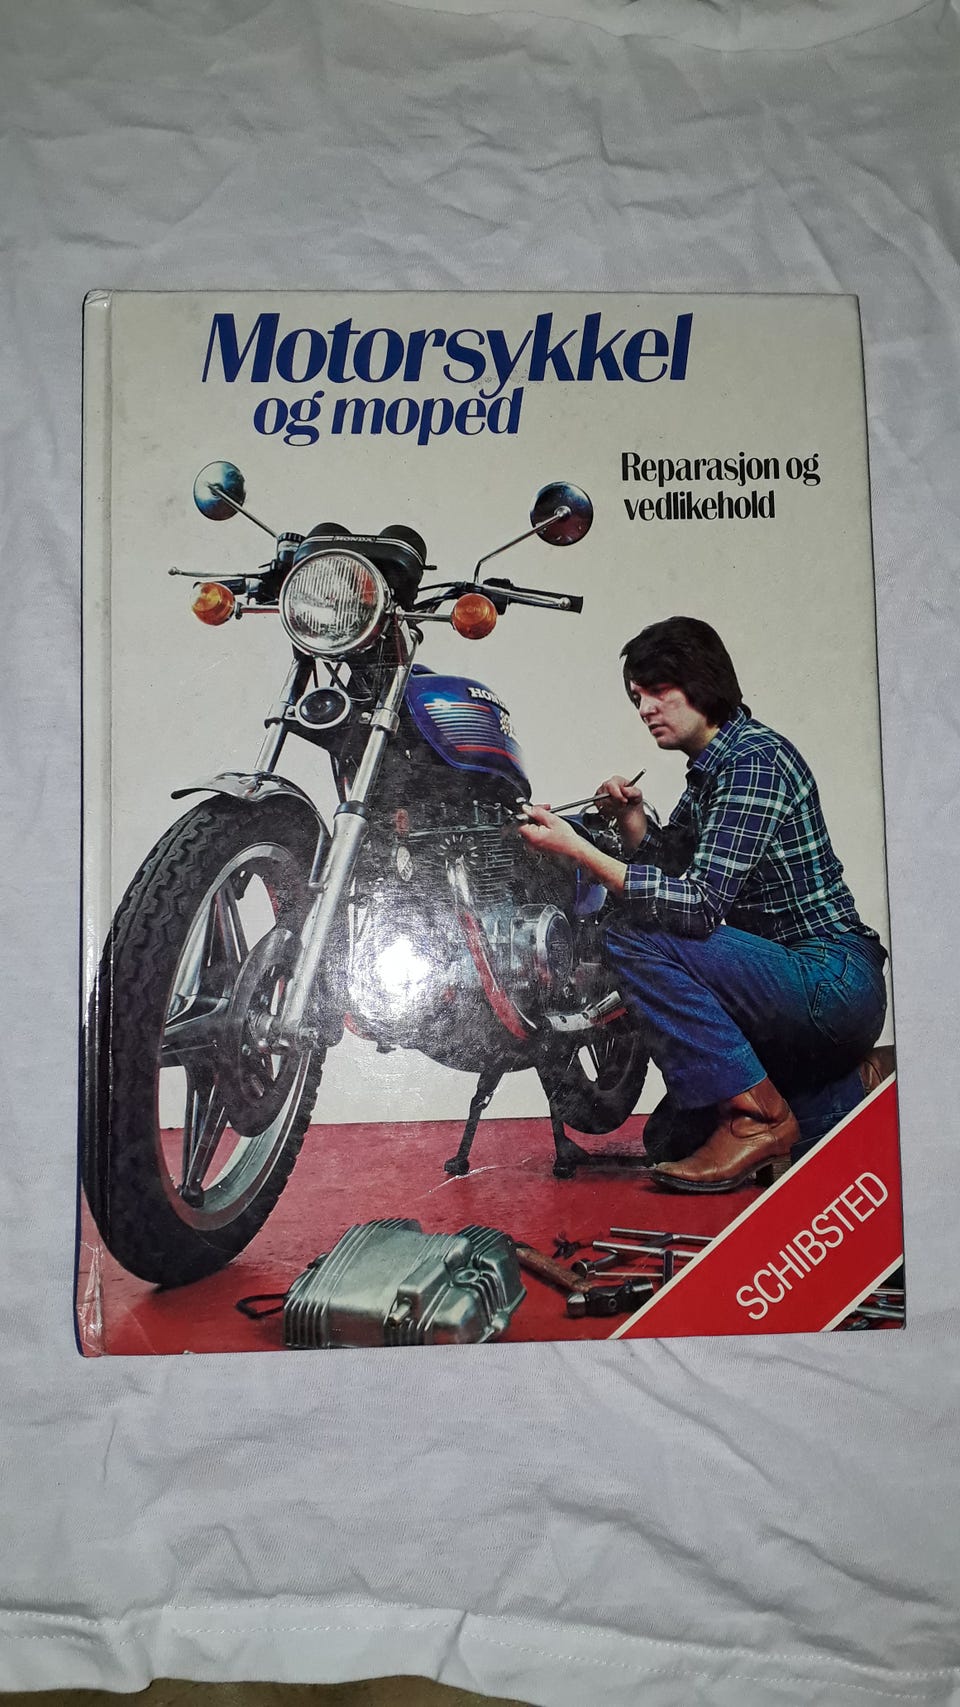 Motorsykkel
og moped
Reparasjon og
vedlikehold
HONDA
HONDA
SCHIBSTED